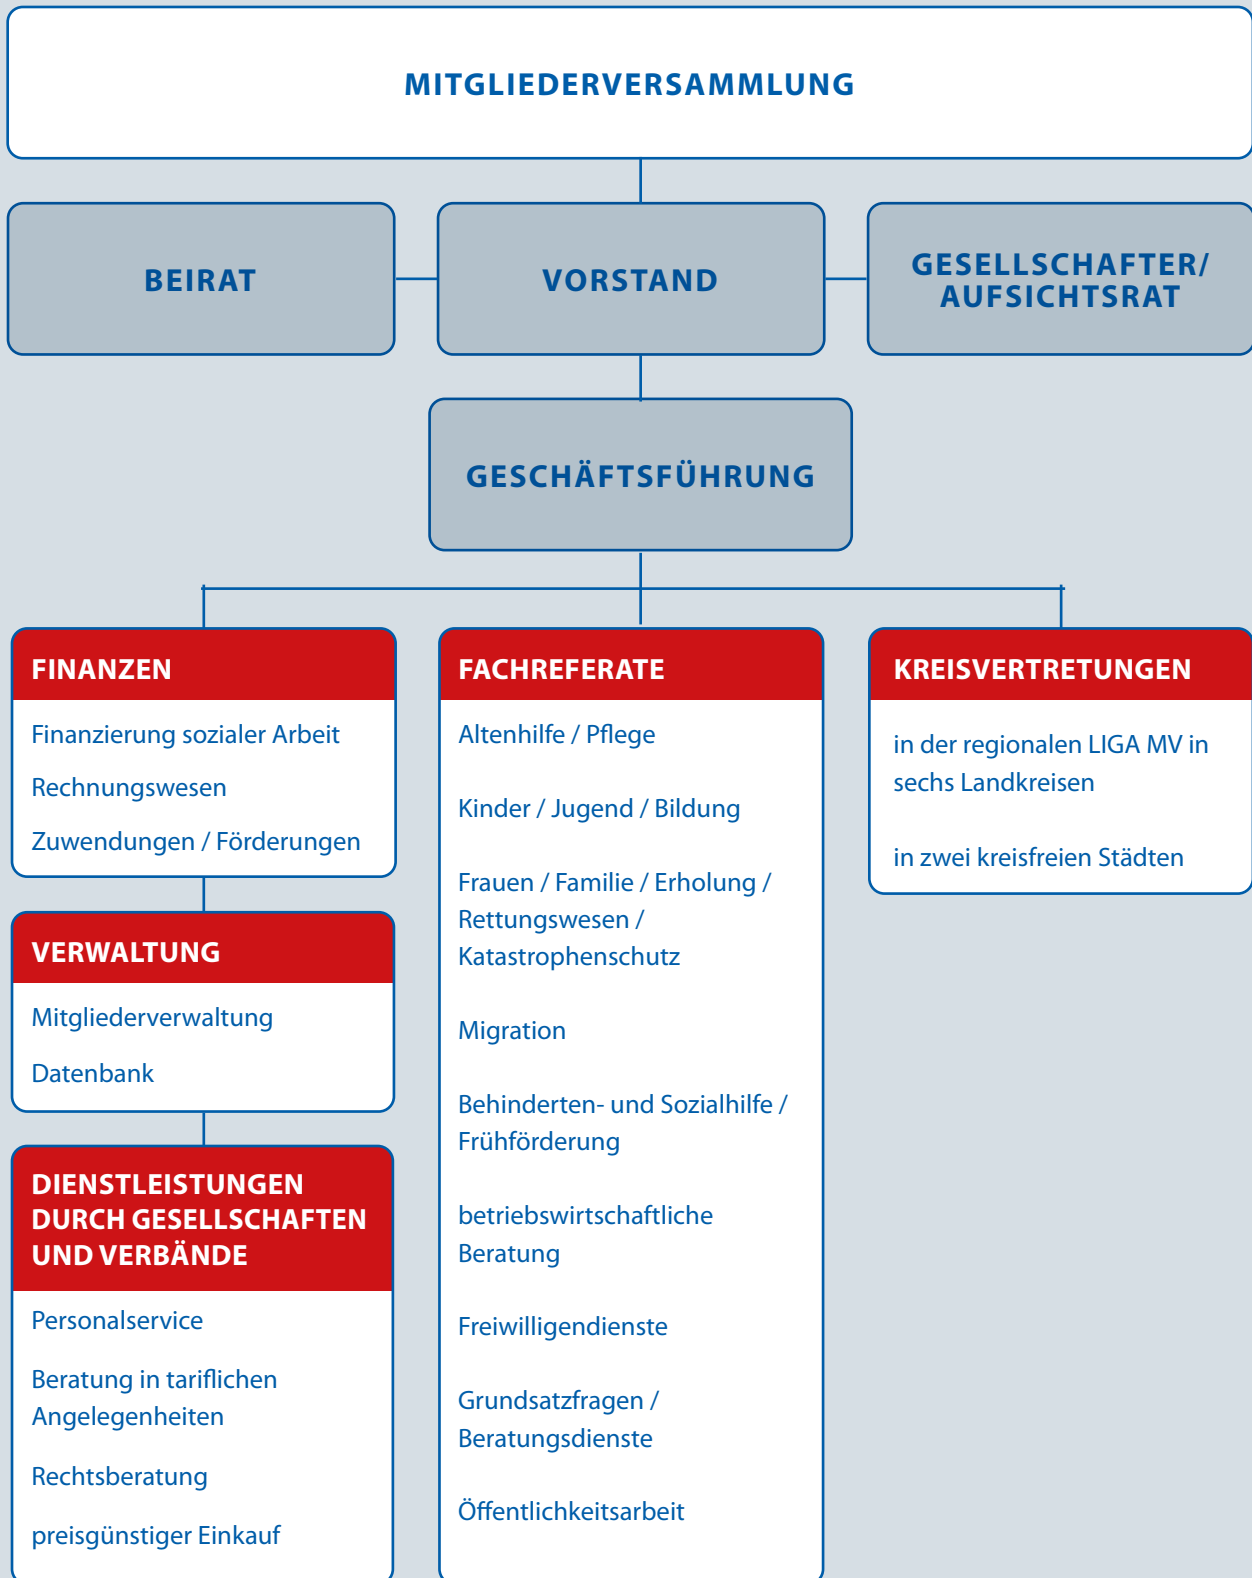 MITGLIEDERVERSAMMLUNG
BEIRAT
VORSTAND
GESELLSCHAFTER/
AUFSICHTSRAT
GESCHÄFTSFÜHRUNG
FINANZEN
Finanzierung sozialer Arbeit
Rechnungswesen
Zuwendungen / Förderungen
VERWALTUNG
Mitgliederverwaltung
Datenbank
DIENSTLEISTUNGEN
DURCH GESELLSCHAFTEN
UND VERBÄNDE
Personalservice
Beratung in tariflichen
Angelegenheiten
Rechtsberatung
preisgünstiger Einkauf
FACHREFERATE
Altenhilfe / Pflege
Kinder / Jugend / Bildung
Frauen / Familie / Erholung /
Rettungswesen /
Katastrophenschutz
Migration
Behinderten- und Sozialhilfe /
Frühförderung
betriebswirtschaftliche
Beratung
Freiwilligendienste
Grundsatzfragen /
Beratungsdienste
Öffentlichkeitsarbeit
KREISVERTRETUNGEN
in der regionalen LIGA MV in
sechs Landkreisen
in zwei kreisfreien Städten